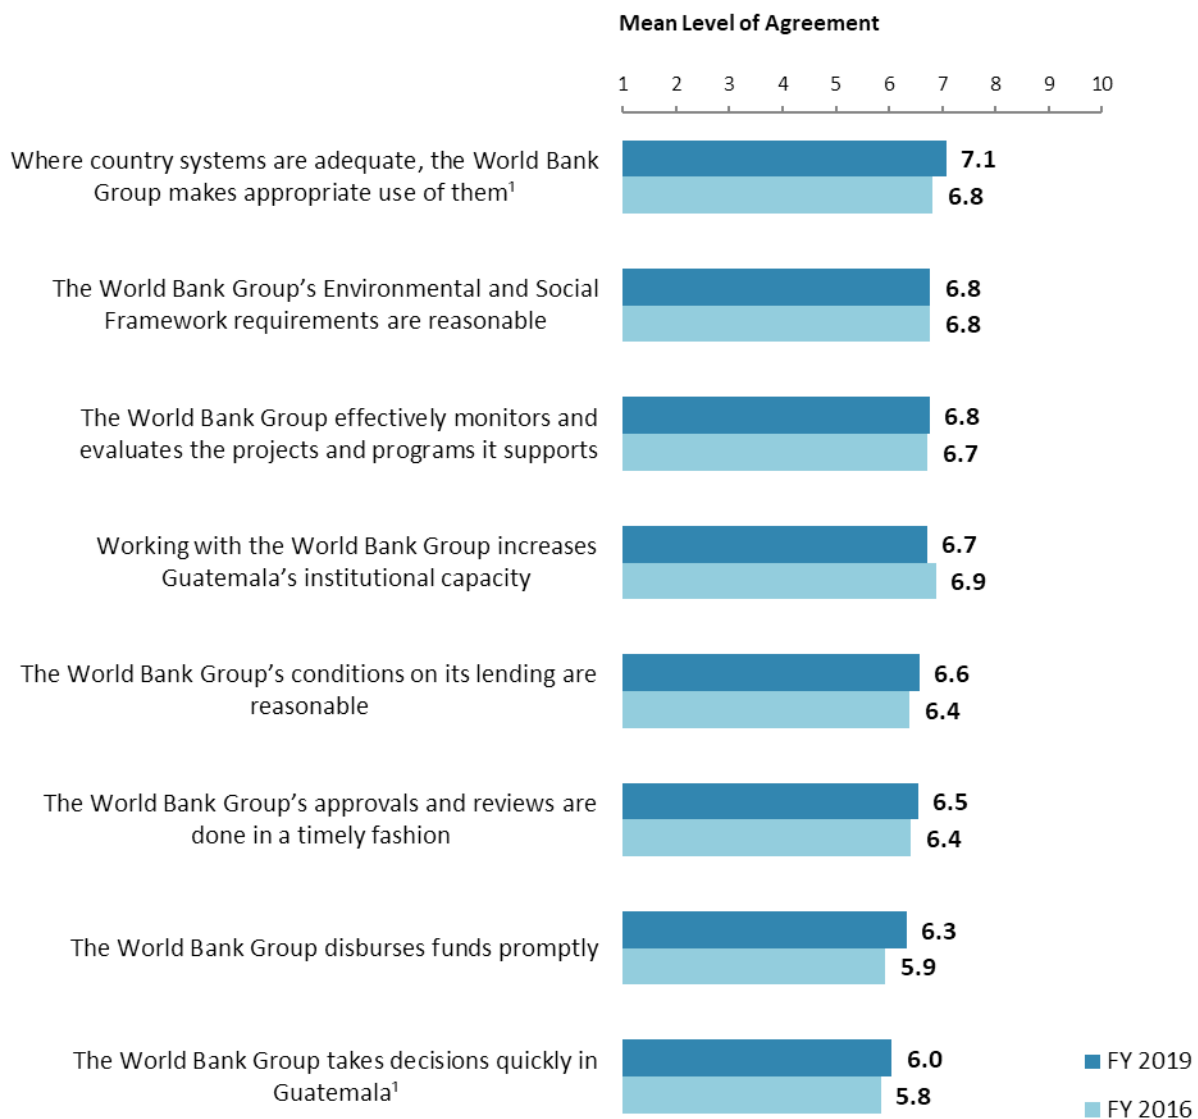 Mean Level of Agreement
1 2 3 4 5 6 7 8 9 10
Where country systems are adequate, the World Bank
Group makes appropriate use of them¹
7.1
6.8
The World Bank Group’s Environmental and Social
Framework requirements are reasonable
6.8
6.8
The World Bank Group effectively monitors and
evaluates the projects and programs it supports
6.8
6.7
Working with the World Bank Group increases
Guatemala’s institutional capacity
6.7
6.9
The World Bank Group’s conditions on its lending are
reasonable
6.6
6.4
The World Bank Group’s approvals and reviews are
done in a timely fashion
6.5
6.4
The World Bank Group disburses funds promptly
6.3
5.9
The World Bank Group takes decisions quickly in
Guatemala¹
6.0
5.8
FY 2019
FY 2016